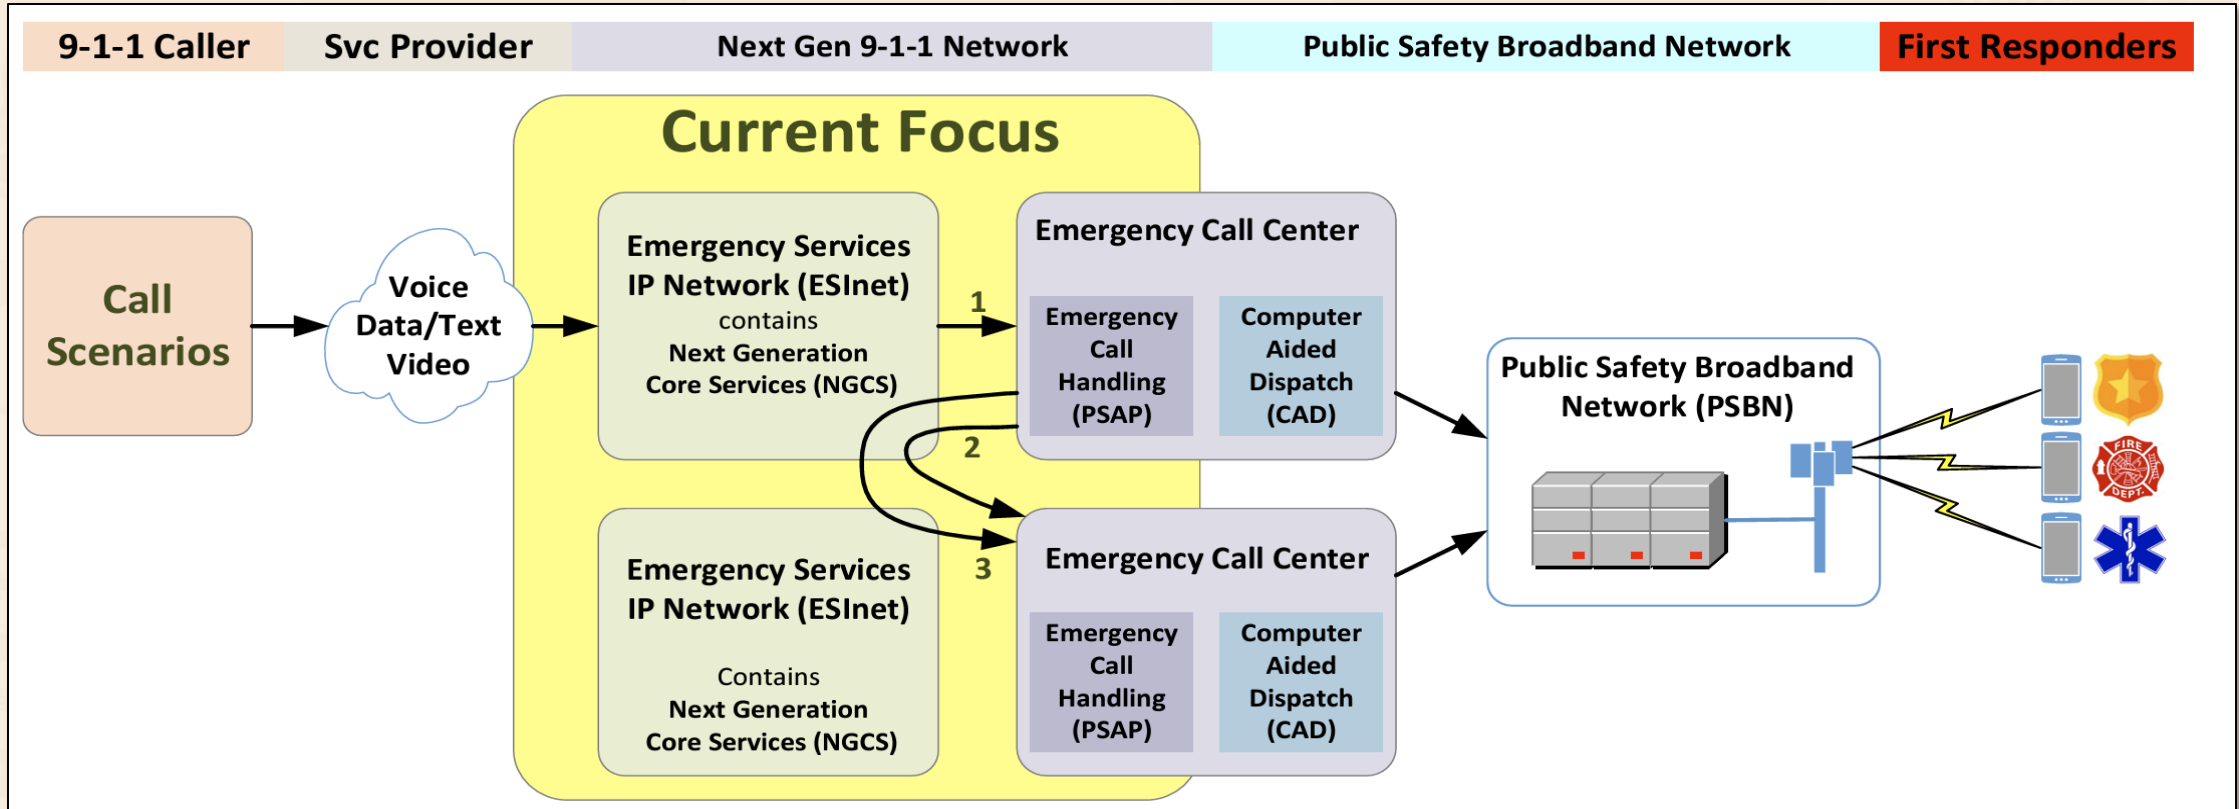 9-1-1 Caller
Svc Provider
Next Gen 9-1-1 Network
Public Safety Broadband Network
First Responders
Current Focus
Call
Scenarios
Voice
Data/Text
Video
Emergency Services
IP Network (ESInet)
contains
Next Generation
Core Services (NGCS)
1
2
3
Emergency Call Center
Emergency
Call
Handling
(PSAP)
Computer
Aided
Dispatch
(CAD)
Emergency Services
IP Network (ESInet)
Contains
Next Generation
Core Services (NGCS)
Emergency Call Center
Emergency
Call
Handling
(PSAP)
Computer
Aided
Dispatch
(CAD)
Public Safety Broadband
Network (PSBN)
FIRE
DEPT.